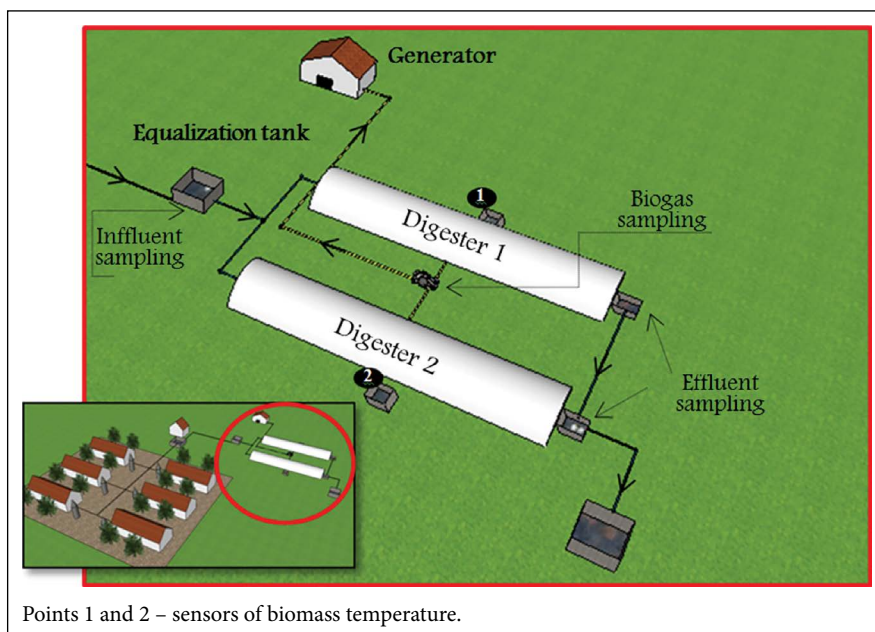 Generator
Equalization tank
1
Biogas
sampling
Digester 1
Inffluent
sampling
Digester 2
2
Effluent
sampling
Points 1 and 2 – sensors of biomass temperature.